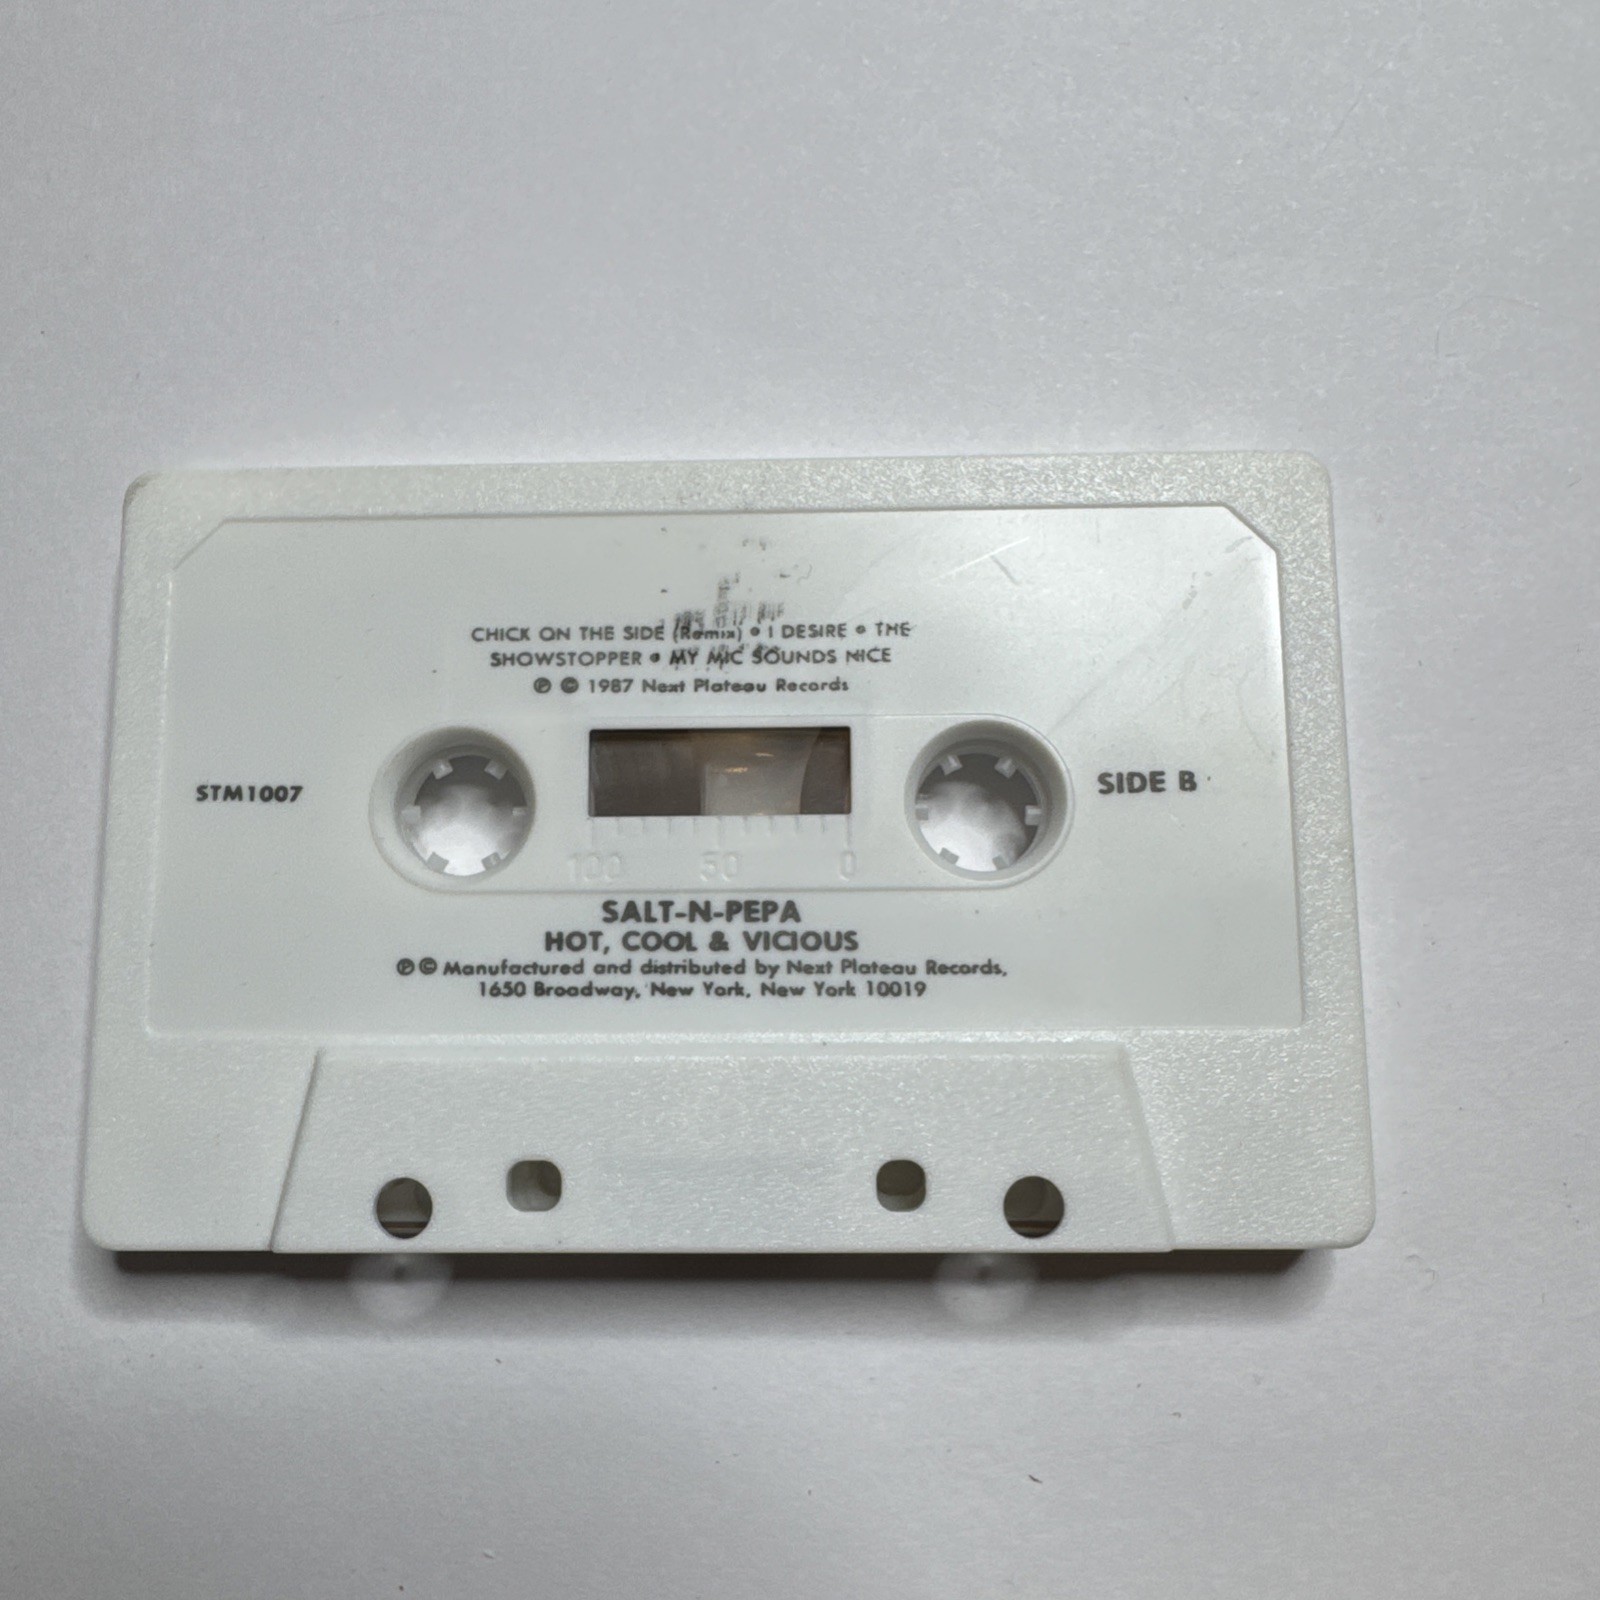 CHICK ON THE SIDE (Remix) • I DESIRE • THE
SHOWSTOPPER • MY MIC SOUNDS NICE
℗ © 1987 Next Plateau Records
STM1007
SIDE B
100 50 0
SALT-N-PEPA
HOT, COOL & VICIOUS
℗ © Manufactured and distributed by Next Plateau Records,
1650 Broadway, New York, New York 10019